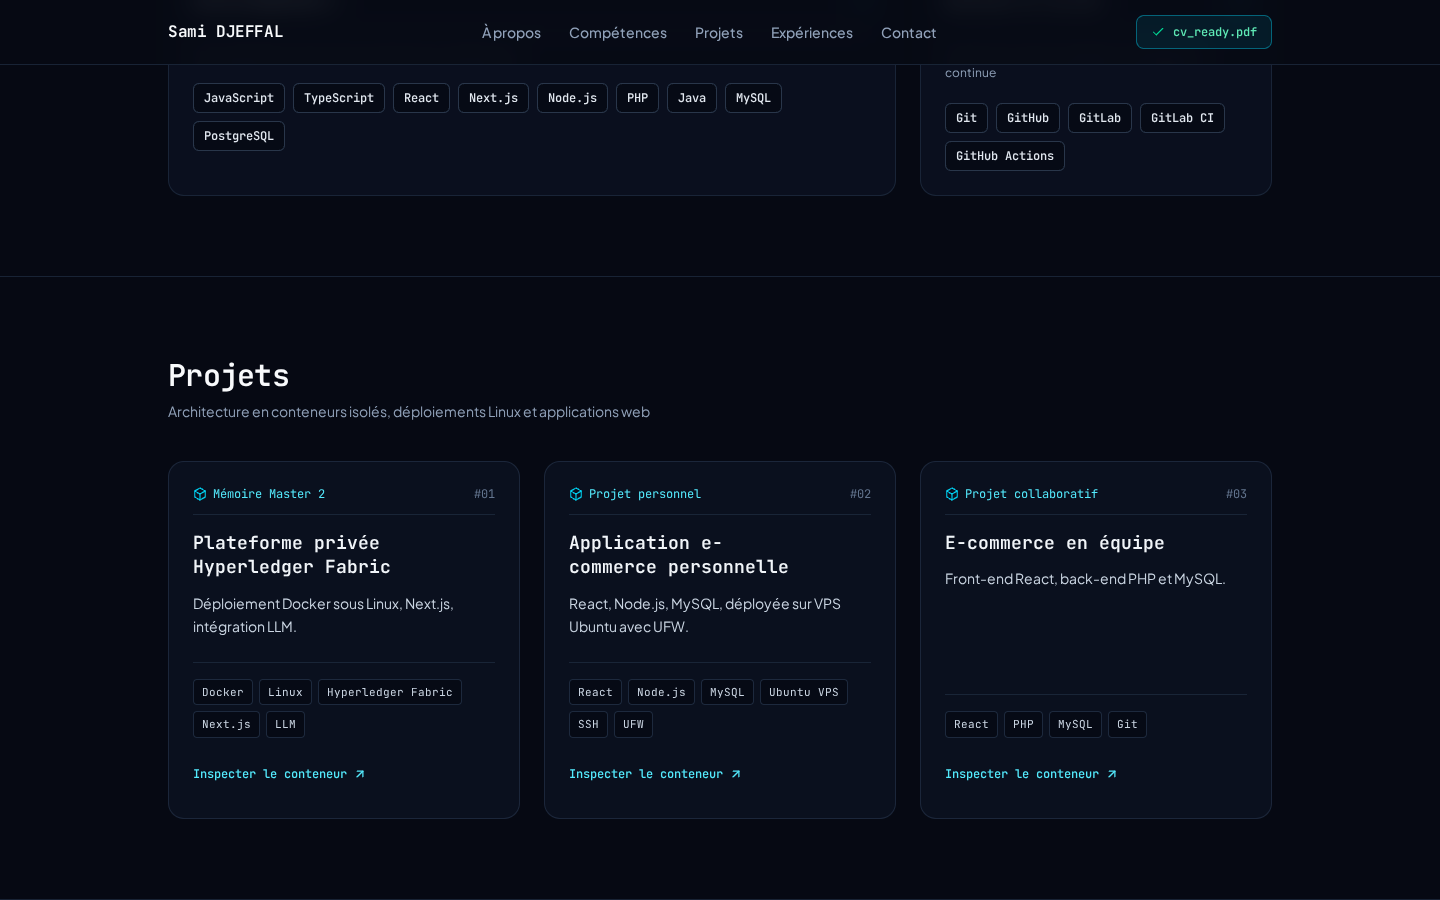 Sami DJEFFAL
À propos
Compétences
Projets
Expériences
Contact
cv_ready.pdf
JavaScript
TypeScript
React
Next.js
Node.js
PHP
Java
MySQL
PostgreSQL
continue
Git
GitHub
GitLab
GitLab CI
GitHub Actions
Projets
Architecture en conteneurs isolés, déploiements Linux et applications web
Mémoire Master 2
#01
Plateforme privée
Hyperledger Fabric
Déploiement Docker sous Linux, Next.js,
intégration LLM.
Docker
Linux
Hyperledger Fabric
Next.js
LLM
Inspecter le conteneur
Projet personnel
#02
Application e-
commerce personnelle
React, Node.js, MySQL, déployée sur VPS
Ubuntu avec UFW.
React
Node.js
MySQL
Ubuntu VPS
SSH
UFW
Inspecter le conteneur
Projet collaboratif
#03
E-commerce en équipe
Front-end React, back-end PHP et MySQL.
React
PHP
MySQL
Git
Inspecter le conteneur